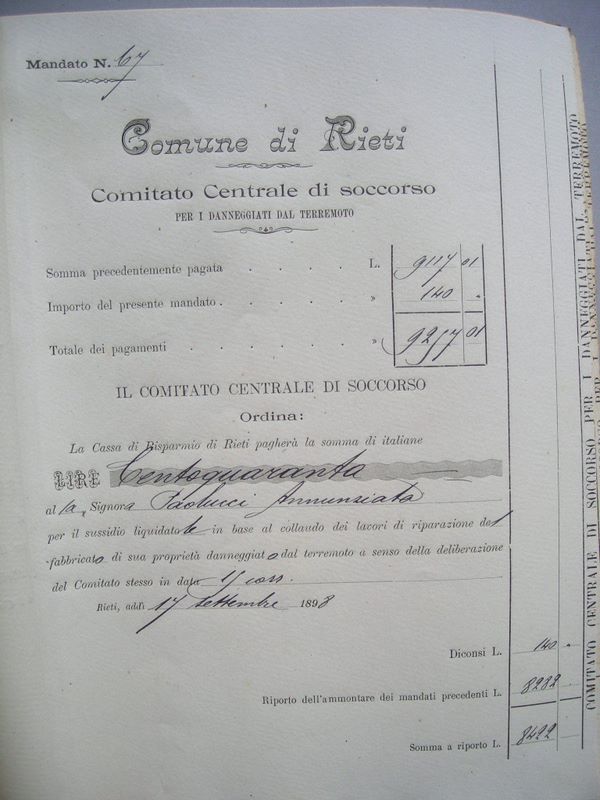 Mandato N. 67
Comune di Rieti
Comitato Centrale di soccorso
PER I DANNEGGIATI DAL TERREMOTO
Somma precedentemente pagata . . . . L. 9117 01
Importo del presente mandato . . . . . » 140 "
Totale dei pagamenti . . . . . » 9257 01
IL COMITATO CENTRALE DI SOCCORSO
Ordina:
La Cassa di Risparmio di Rieti pagherà la somma di italiane
LIRE Centoquaranta
al la Signora Paolucci Annunziata
per il sussidio liquidatole in base al collaudo dei lavori di riparazione del
fabbricato di sua proprietà danneggiato dal terremoto a senso della deliberazione
del Comitato stesso in data corr.
Rieti, addì 17 Settembre 1898
Diconsi L. 140 "
Riporto dell'ammontare dei mandati precedenti L. 8282
Somma a riporto L. 8422
COMITATO CENTRALE DI SOCCORSO PER I DANNEGGIATI DAL TERREMOTO